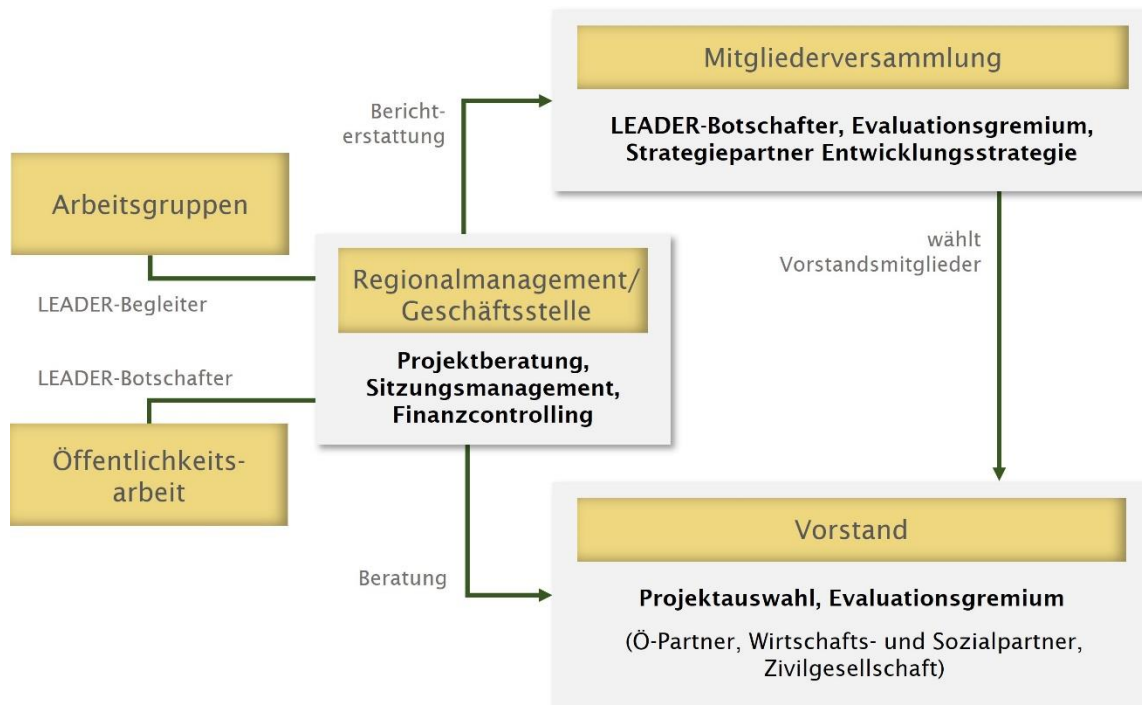 Mitgliederversammlung
LEADER-Botschafter, Evaluationsgremium,
Strategiepartner Entwicklungsstrategie
Bericht-
erstattung
Arbeitsgruppen
wählt
Vorstandsmitglieder
Regionalmanagement/
Geschäftsstelle
LEADER-Begleiter
Projektberatung,
Sitzungsmanagement,
Finanzcontrolling
LEADER-Botschafter
Öffentlichkeits-
arbeit
Vorstand
Beratung
Projektauswahl, Evaluationsgremium
(Ö-Partner, Wirtschafts- und Sozialpartner,
Zivilgesellschaft)